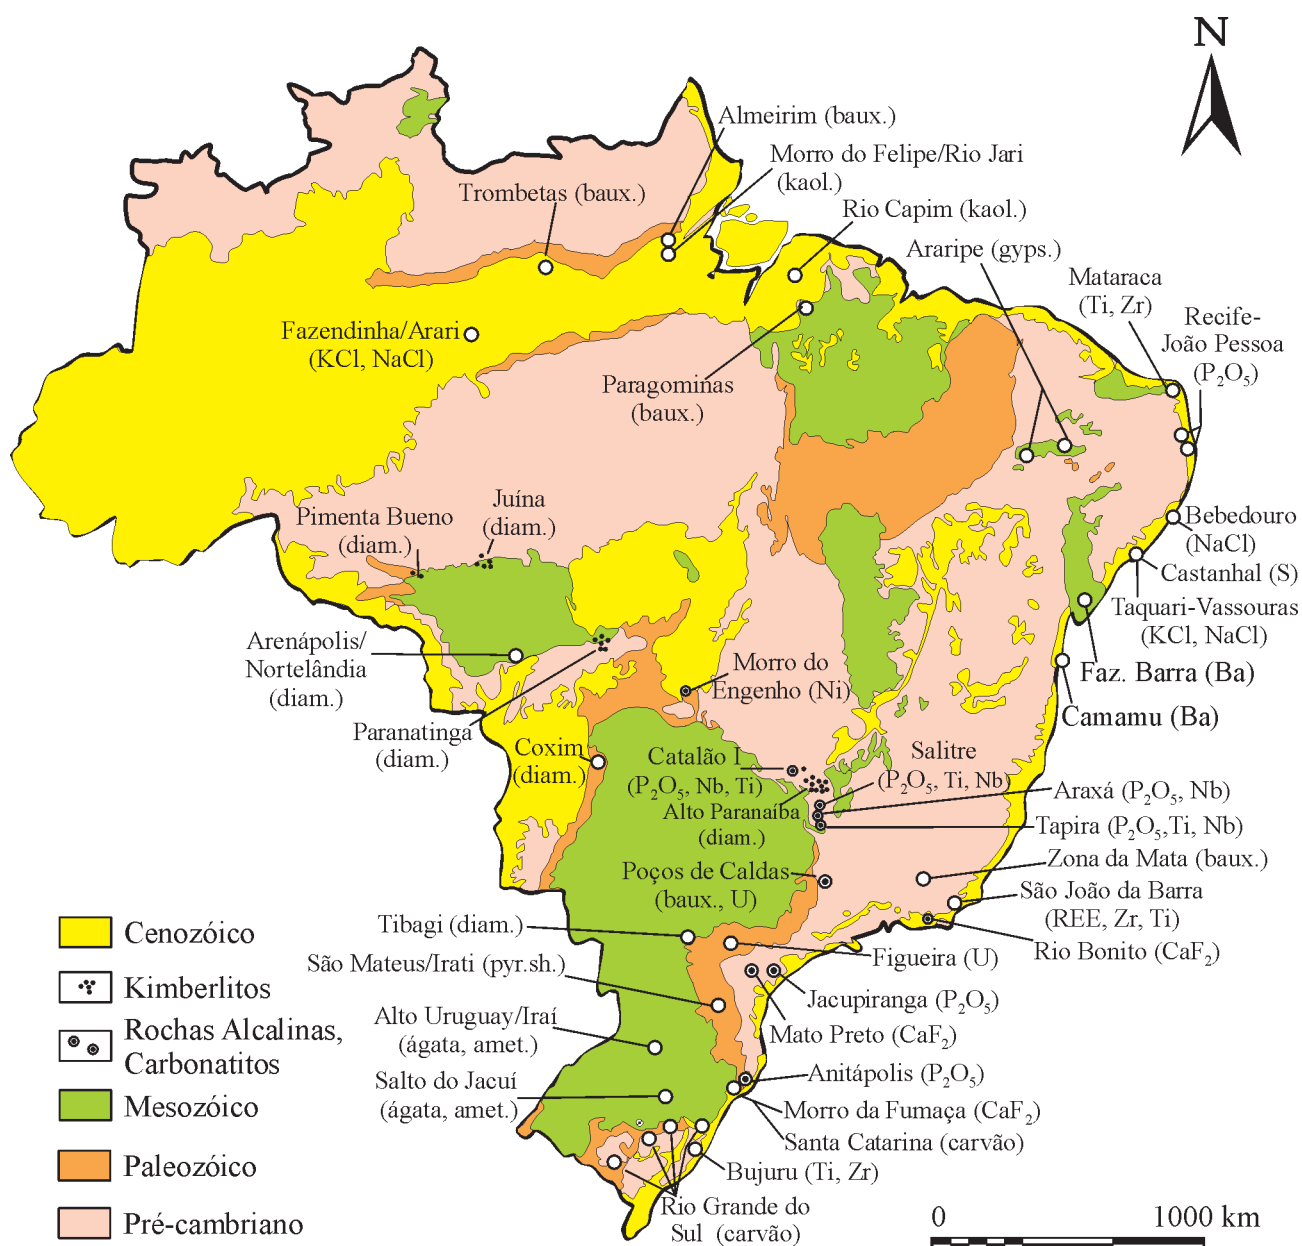 N
Almeirim (baux.)
Morro do Felipe/Rio Jari
(kaol.)
Trombetas (baux.)
Rio Capim (kaol.)
Araripe (gyps.)
Mataraca
(Ti, Zr)
Recife-
João Pessoa
(P₂O₅)
Fazendinha/Arari
(KCl, NaCl)
Paragominas
(baux.)
Juína
(diam.)
Pimenta Bueno
(diam.)
Bebedouro
(NaCl)
Castanhal (S)
Taquari-Vassouras
(KCl, NaCl)
Arenápolis/
Nortelândia
(diam.)
Morro do
Engenho (Ni)
Faz. Barra (Ba)
Camamu (Ba)
Paranatinga
(diam.)
Coxim
(diam.)
Catalão I
(P₂O₅, Nb, Ti)
Salitre
(P₂O₅, Ti, Nb)
Alto Paranaíba
(diam.)
Araxá (P₂O₅, Nb)
Tapira (P₂O₅,Ti, Nb)
Zona da Mata (baux.)
Poços de Caldas
(baux., U)
São João da Barra
(REE, Zr, Ti)
Rio Bonito (CaF₂)
Tibagi (diam.)
Figueira (U)
São Mateus/Irati (pyr.sh.)
Jacupiranga (P₂O₅)
Mato Preto (CaF₂)
Alto Uruguay/Iraí
(ágata, amet.)
Anitápolis (P₂O₅)
Salto do Jacuí
(ágata, amet.)
Morro da Fumaça (CaF₂)
Santa Catarina (carvão)
Bujuru (Ti, Zr)
Rio Grande do
Sul (carvão)
Cenozóico
Kimberlitos
Rochas Alcalinas,
Carbonatitos
Mesozóico
Paleozóico
Pré-cambriano
0 1000 km